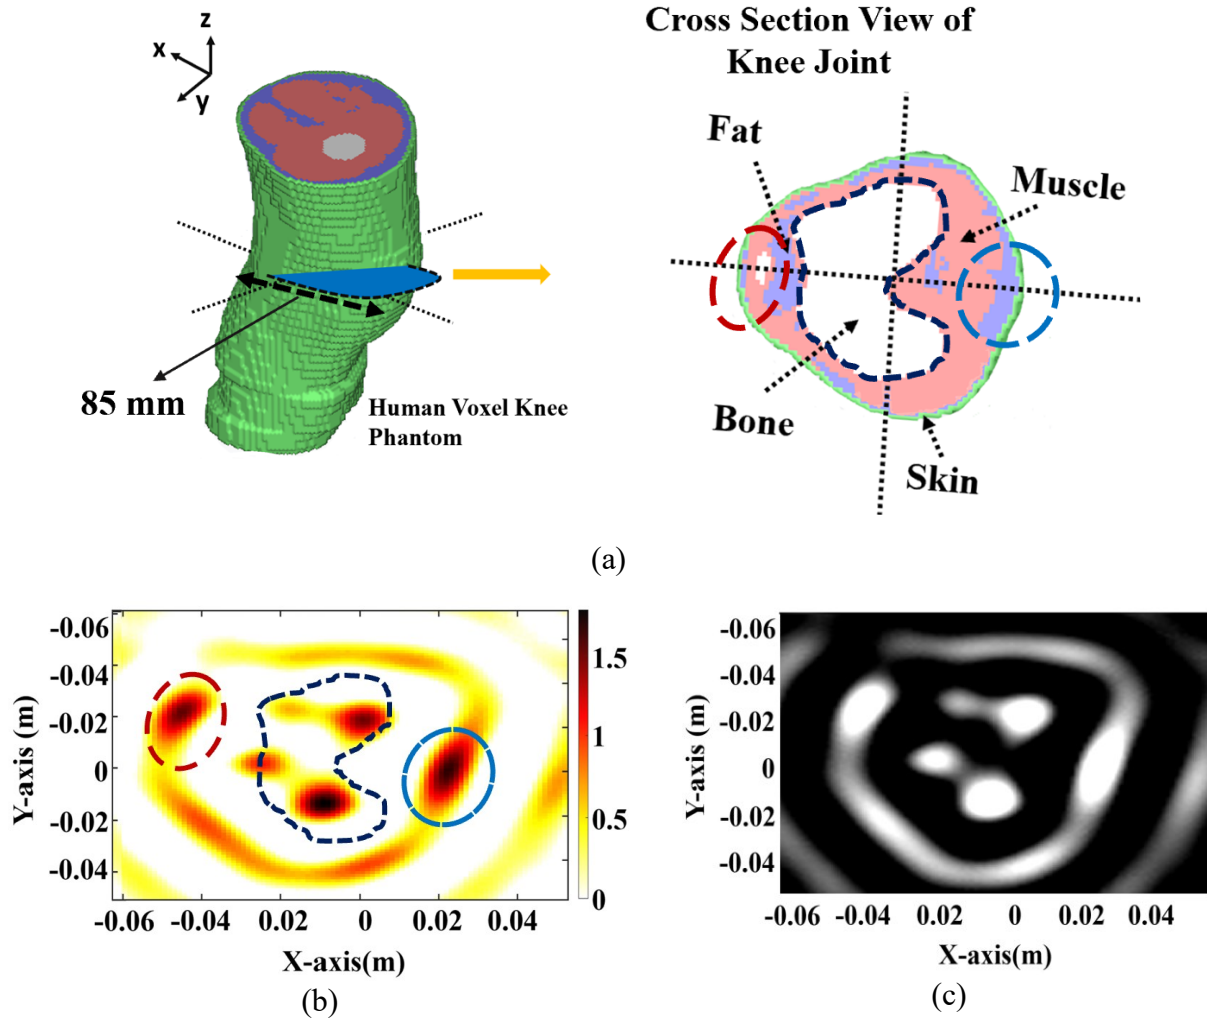 Cross Section View of
Knee Joint
z
x
y
Fat
Muscle
85 mm
Human Voxel Knee
Phantom
Bone
Skin
(a)
-0.06
-0.04
-0.02
0
-0.02
-0.04
Y-axis (m)
-0.06 -0.04 0.02 0 0.02 0.04
X-axis(m)
1.5
1
0.5
0
(b)
-0.06
-0.04
-0.02
0
-0.02
-0.04
Y-axis (m)
-0.06 -0.04 0.02 0 0.02 0.04
X-axis(m)
(c)